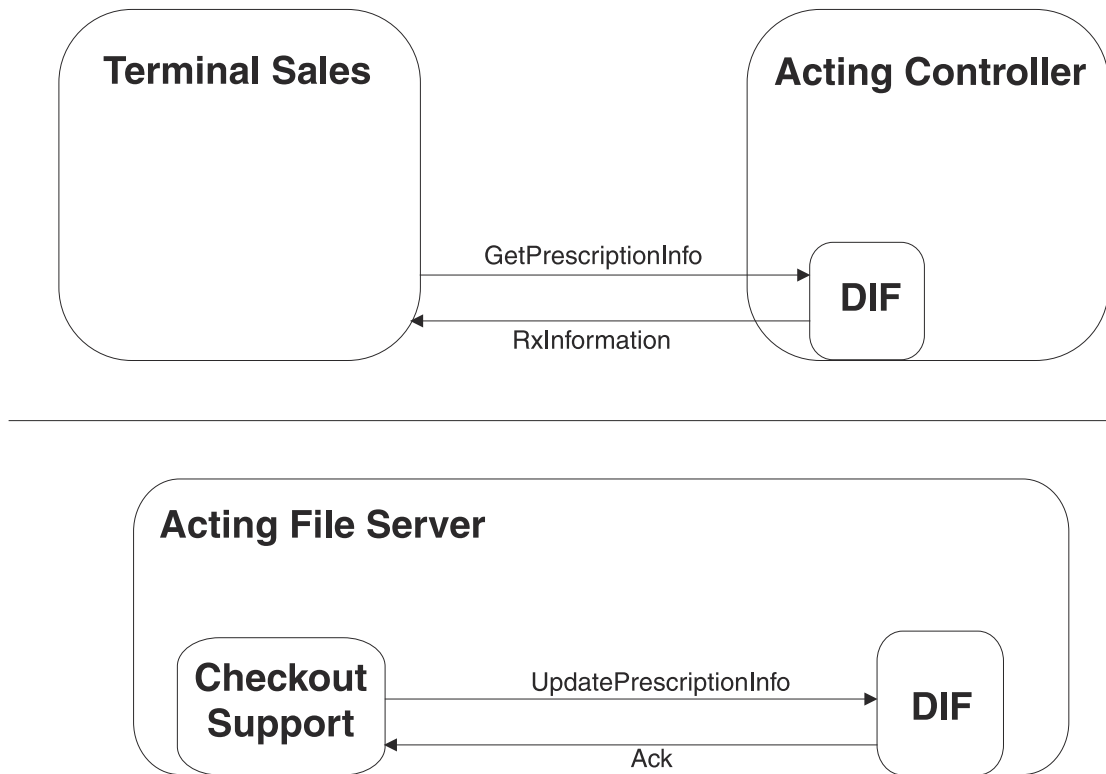 Terminal Sales
Acting Controller
GetPrescriptionInfo
DIF
RxInformation
Acting File Server
Checkout
Support
UpdatePrescriptionInfo
DIF
Ack